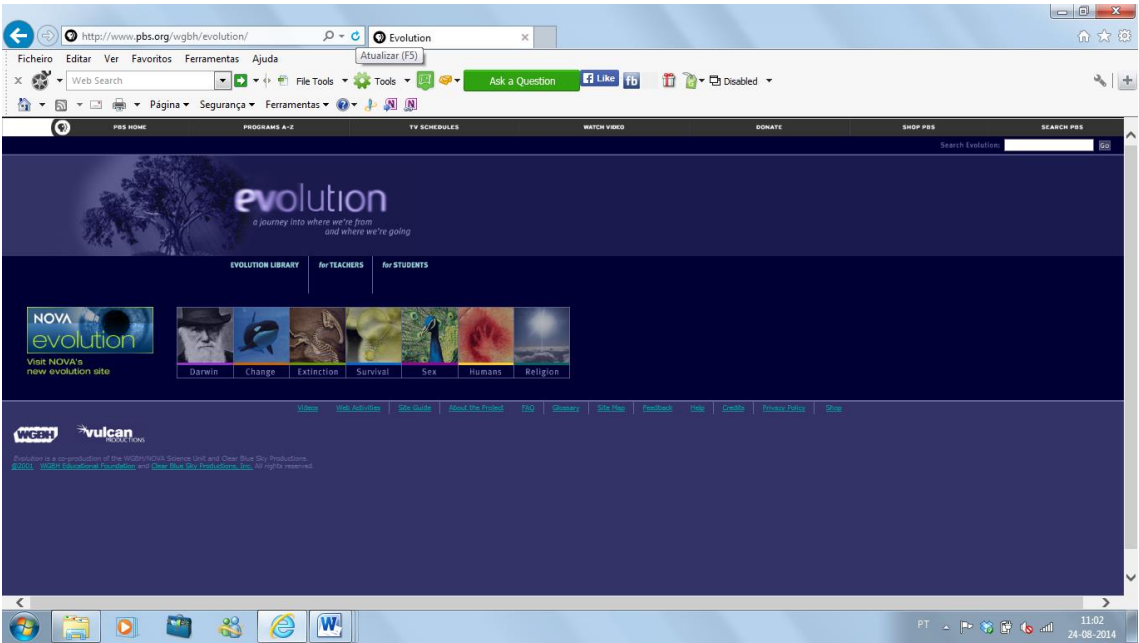 http://www.pbs.org/wgbh/evolution/
Evolution
Atualizar (F5)
Ficheiro Editar Ver Favoritos Ferramentas Ajuda
Web Search
File Tools Tools Ask a Question Like fb Disabled
Página Segurança Ferramentas
PBS HOME PROGRAMS A-Z TV SCHEDULES WATCH VIDEO DONATE SHOP PBS SEARCH PBS
Search Evolution: Go
evolution
a journey into where we're from
and where we're going
EVOLUTION LIBRARY for TEACHERS for STUDENTS
NOVA
evolution
Visit NOVA's
new evolution site
Darwin Change Extinction Survival Sex Humans Religion
Videos Web Activities Site Guide About the Project FAQ Glossary Site Map Feedback Help Credits Privacy Policy Shop
WGBH vulcan
PRODUCTIONS
Evolution is a co-production of the WGBH/NOVA Science Unit and Clear Blue Sky Productions.
©2001 WGBH Educational Foundation and Clear Blue Sky Productions, Inc. All rights reserved.
PT
11:02
24-08-2014